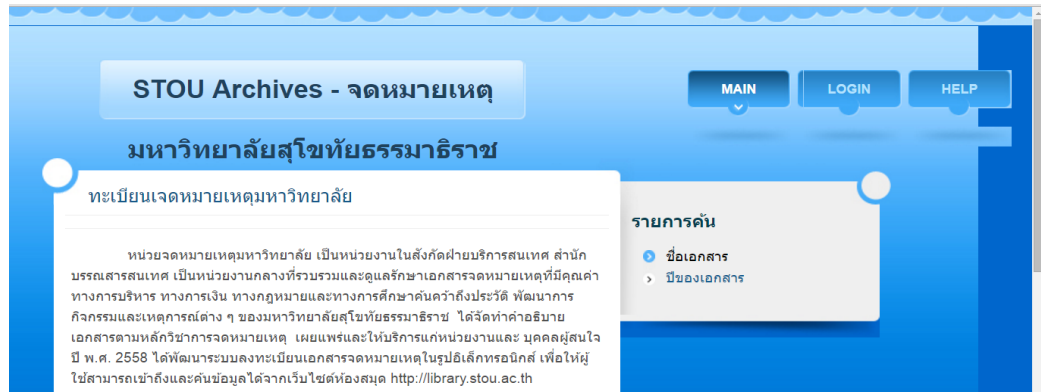 STOU Archives - จดหมายเหตุ
มหาวิทยาลัยสุโขทัยธรรมาธิราช
MAIN
LOGIN
HELP
ทะเบียนเจดหมายเหตุมหาวิทยาลัย
หน่วยจดหมายเหตุมหาวิทยาลัย เป็นหน่วยงานในสังกัดฝ่ายบริการสนเทศ สำนัก
บรรณสารสนเทศ เป็นหน่วยงานกลางที่รวบรวมและดูแลรักษาเอกสารจดหมายเหตุที่มีคุณค่า
ทางการบริหาร ทางการเงิน ทางกฎหมายและทางการศึกษาค้นคว้าถึงประวัติ พัฒนาการ
กิจกรรมและเหตุการณ์ต่าง ๆ ของมหาวิทยาลัยสุโขทัยธรรมาธิราช ได้จัดทำคำอธิบาย
เอกสารตามหลักวิชาการจดหมายเหตุ เผยแพร่และให้บริการแก่หน่วยงานและ บุคคลผู้สนใจ
ปี พ.ศ. 2558 ได้พัฒนาระบบลงทะเบียนเอกสารจดหมายเหตุในรูปอิเล็กทรอนิกส์ เพื่อให้ผู้
ใช้สามารถเข้าถึงและค้นข้อมูลได้จากเว็บไซต์ห้องสมุด http://library.stou.ac.th
รายการค้น
ชื่อเอกสาร
ปีของเอกสาร